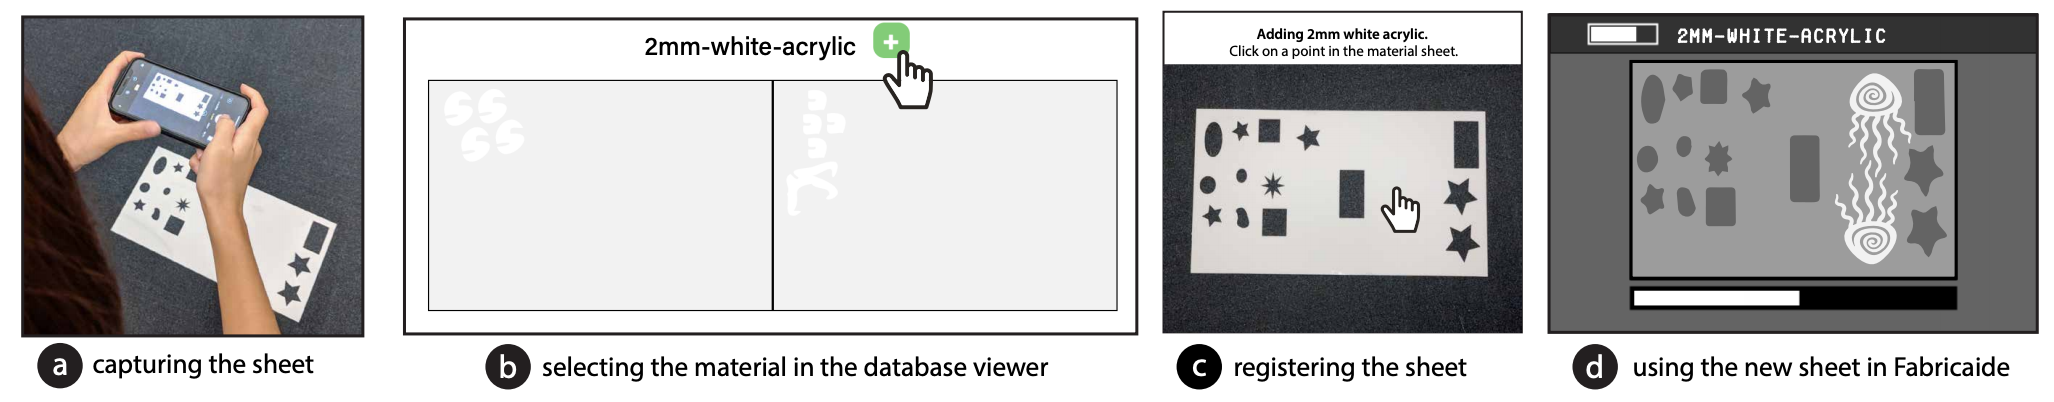 2mm-white-acrylic +
Adding 2mm white acrylic.
Click on a point in the material sheet.
2MM-WHITE-ACRYLIC
a capturing the sheet
b selecting the material in the database viewer
c registering the sheet
d using the new sheet in Fabricaide